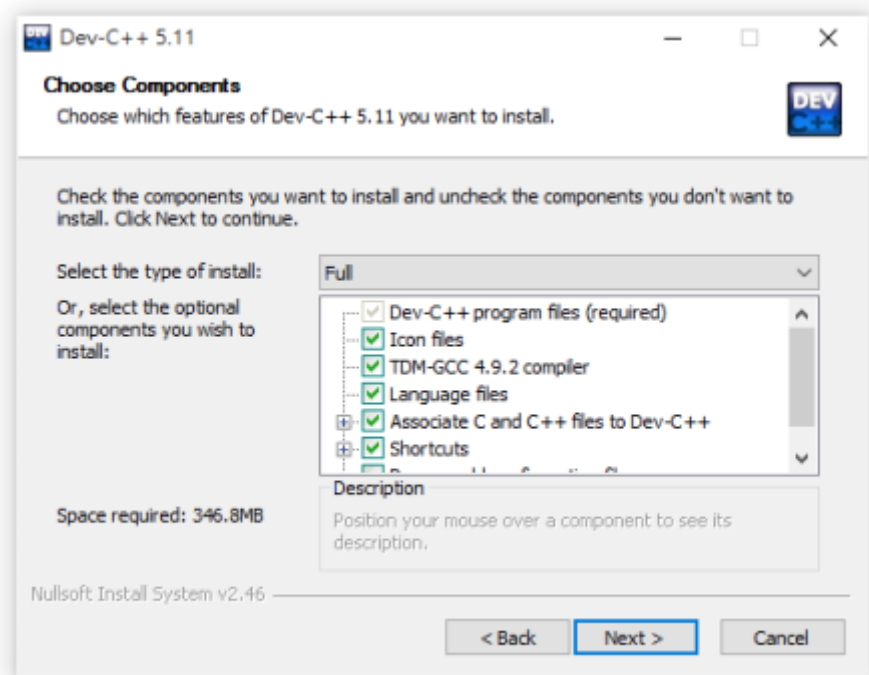 Dev-C++ 5.11
Choose Components
Choose which features of Dev-C++ 5.11 you want to install.
DEV
C++
Check the components you want to install and uncheck the components you don't want to
install. Click Next to continue.
Select the type of install:
Full
Or, select the optional
components you wish to
install:
Dev-C++ program files (required)
Icon files
TDM-GCC 4.9.2 compiler
Language files
Associate C and C++ files to Dev-C++
Shortcuts
Space required: 346.8MB
Description
Position your mouse over a component to see its
description.
Nullsoft Install System v2.46
< Back
Next >
Cancel